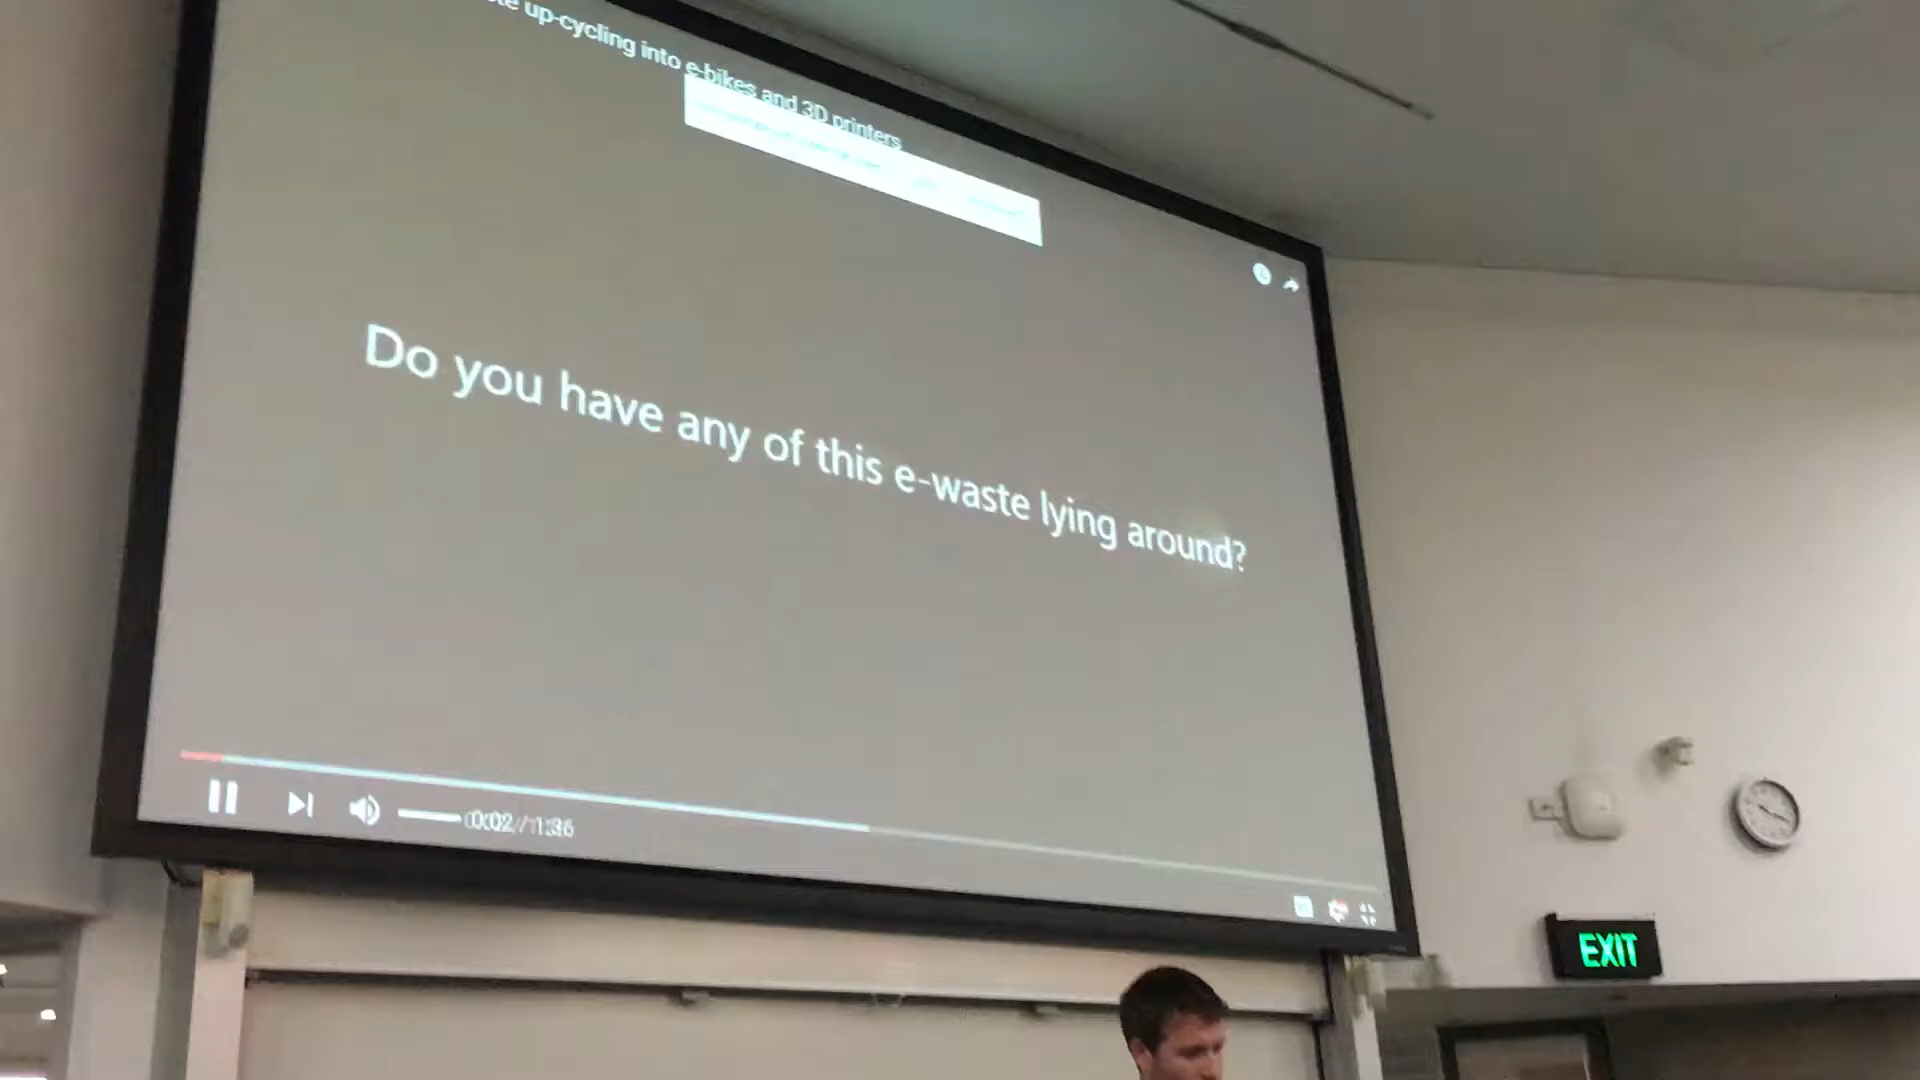 up-cycling into e-bikes and 3D printers
Do you have any of this e-waste lying around?
0:02 / 1:36
EXIT